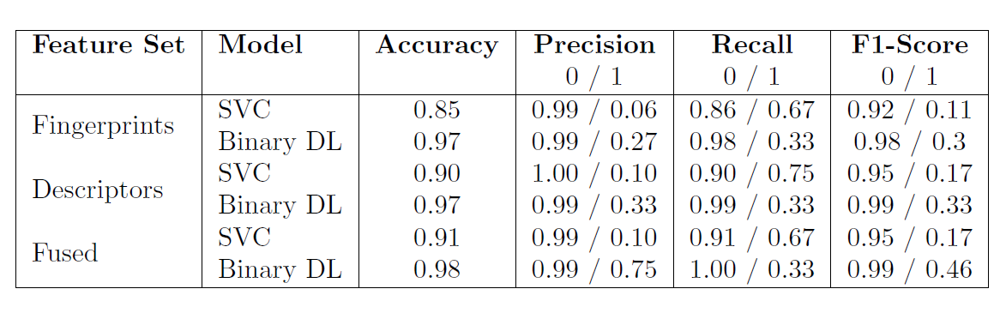 Feature Set Model Accuracy Precision Recall F1-Score
0 / 1 0 / 1 0 / 1
Fingerprints
SVC 0.85 0.99 / 0.06 0.86 / 0.67 0.92 / 0.11
Binary DL 0.97 0.99 / 0.27 0.98 / 0.33 0.98 / 0.3
Descriptors
SVC 0.90 1.00 / 0.10 0.90 / 0.75 0.95 / 0.17
Binary DL 0.97 0.99 / 0.33 0.99 / 0.33 0.99 / 0.33
Fused
SVC 0.91 0.99 / 0.10 0.91 / 0.67 0.95 / 0.17
Binary DL 0.98 0.99 / 0.75 1.00 / 0.33 0.99 / 0.46